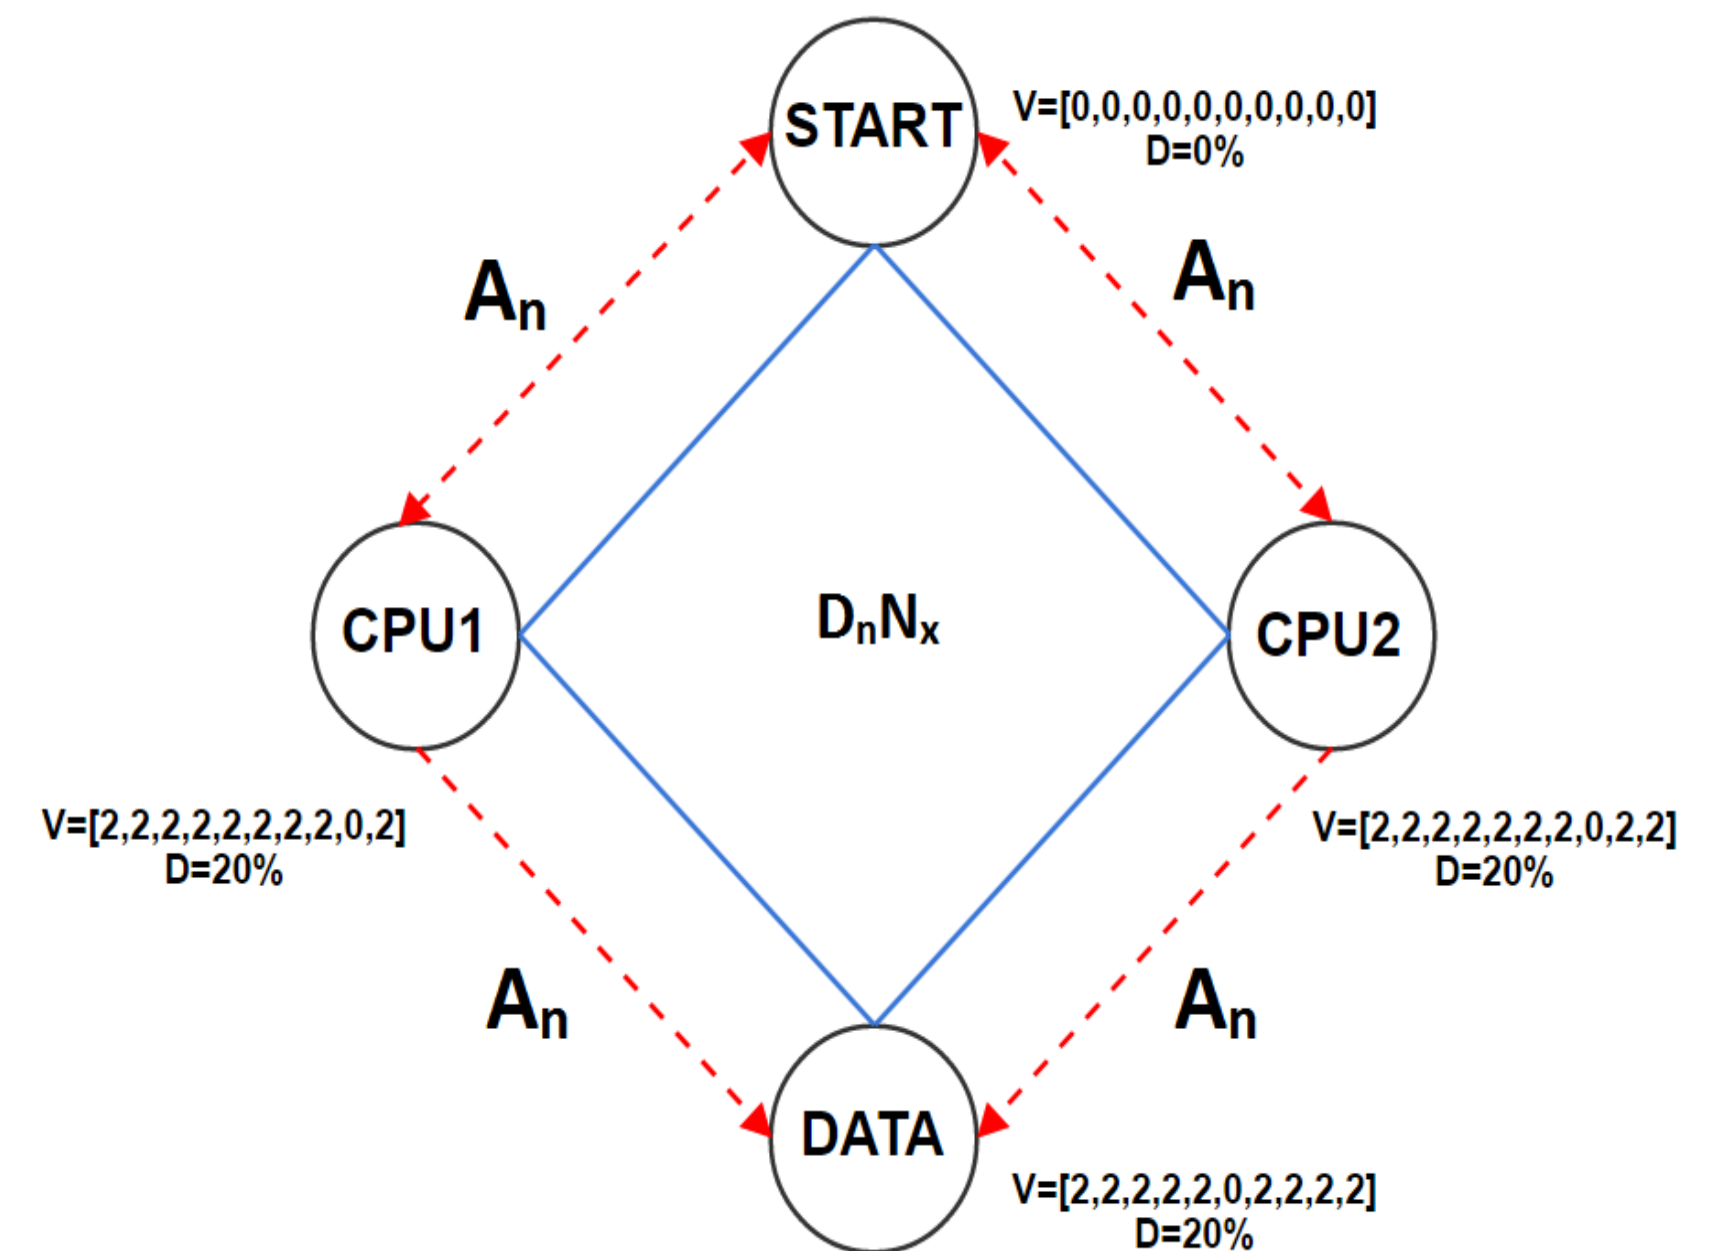 START
V=[0,0,0,0,0,0,0,0,0,0]
D=0%
An
An
CPU1
DnNx
CPU2
V=[2,2,2,2,2,2,2,2,0,2]
D=20%
V=[2,2,2,2,2,2,2,0,2,2]
D=20%
An
An
DATA
V=[2,2,2,2,2,0,2,2,2,2]
D=20%